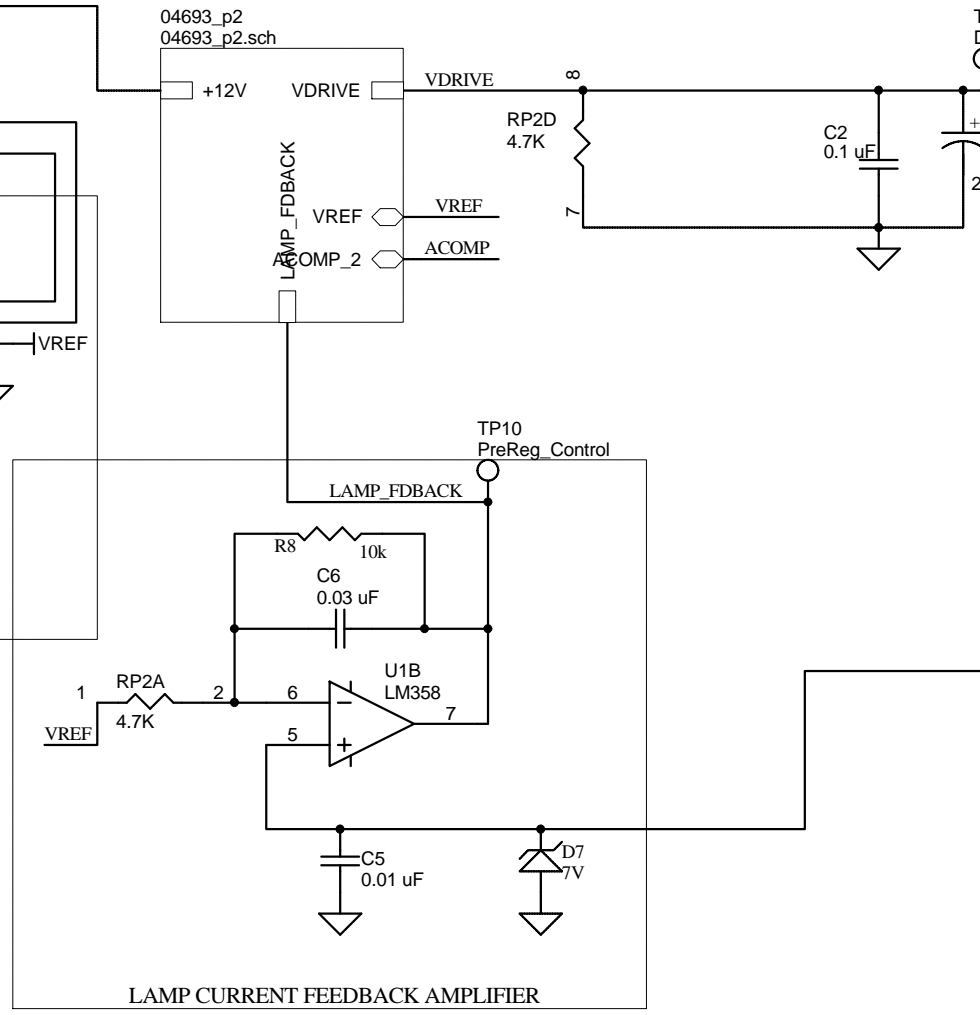 04693_p2
04693_p2.sch
+12V
VDRIVE
VDRIVE
8
RP2D
4.7K
C2
0.1 uF
+
2
LAMP_FDBACK
7
VREF
VREF
ACOMP_2
ACOMP
VREF
TP10
PreReg_Control
LAMP_FDBACK
R8
10k
C6
0.03 uF
U1B
LM358
RP2A
1
2
6
7
4.7K
VREF
5
C5
0.01 uF
D7
7V
LAMP CURRENT FEEDBACK AMPLIFIER